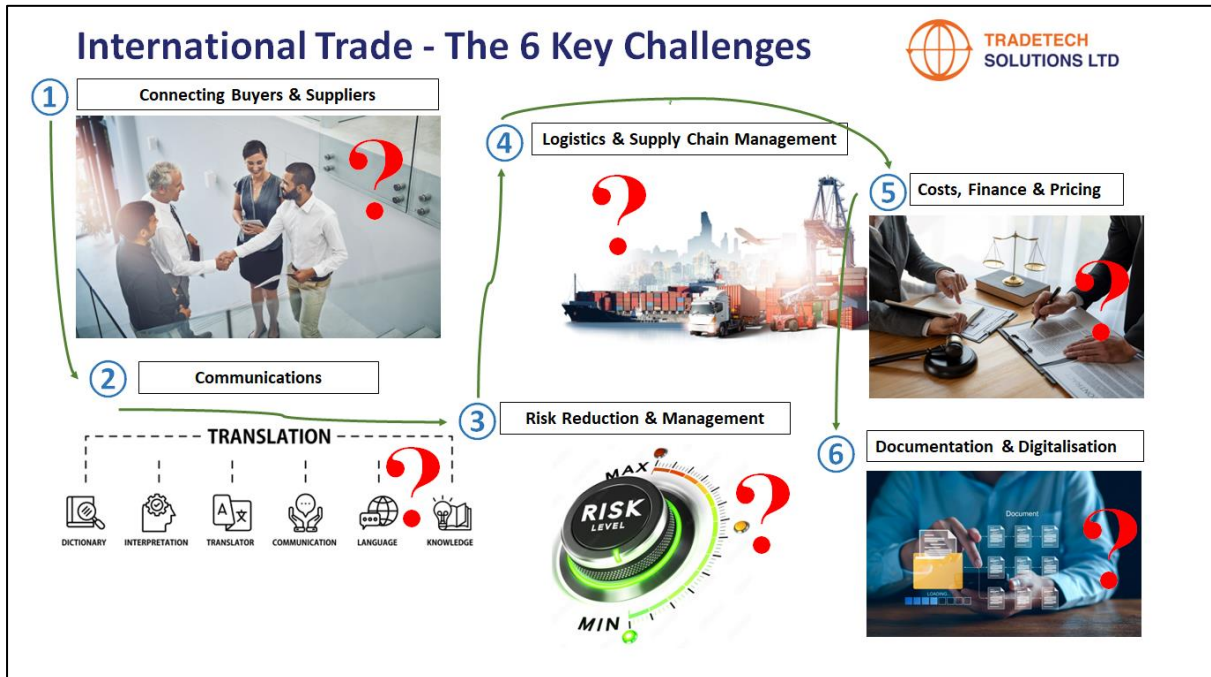 International Trade - The 6 Key Challenges
TRADETECH
SOLUTIONS LTD
1
Connecting Buyers & Suppliers
?
2
Communications
TRANSLATION
?
DICTIONARY
INTERPRETATION
TRANSLATOR
COMMUNICATION
LANGUAGE
KNOWLEDGE
3
Risk Reduction & Management
MAX
RISK
LEVEL
MIN
?
4
Logistics & Supply Chain Management
?
5
Costs, Finance & Pricing
?
6
Documentation & Digitalisation
Document
LOADING
?